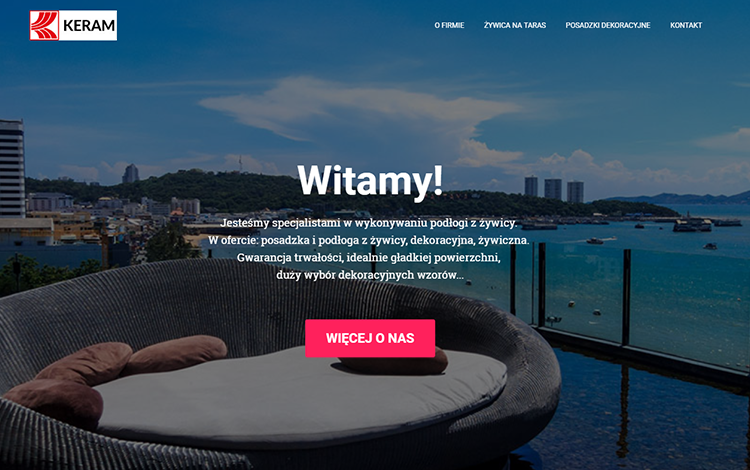 KERAM
O FIRMIE
ŻYWICA NA TARAS
POSADZKI DEKORACYJNE
KONTAKT
Witamy!
Jesteśmy specjalistami w wykonywaniu podłogi z żywicy.
W ofercie: posadzka i podłoga z żywicy, dekoracyjna, żywiczna.
Gwarancja trwałości, idealnie gładkiej powierzchni,
duży wybór dekoracyjnych wzorów...
WIĘCEJ O NAS